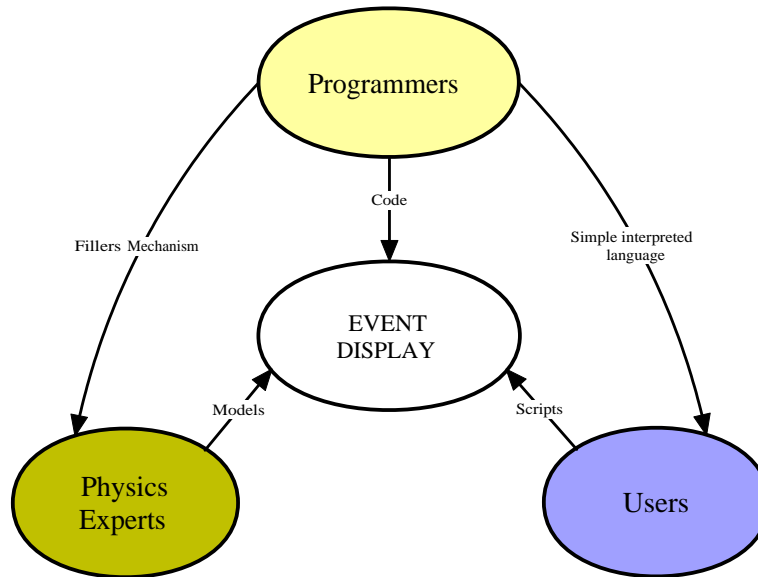 Programmers
Code
Fillers Mechanism
Simple interpreted
language
EVENT
DISPLAY
Models
Scripts
Physics
Experts
Users